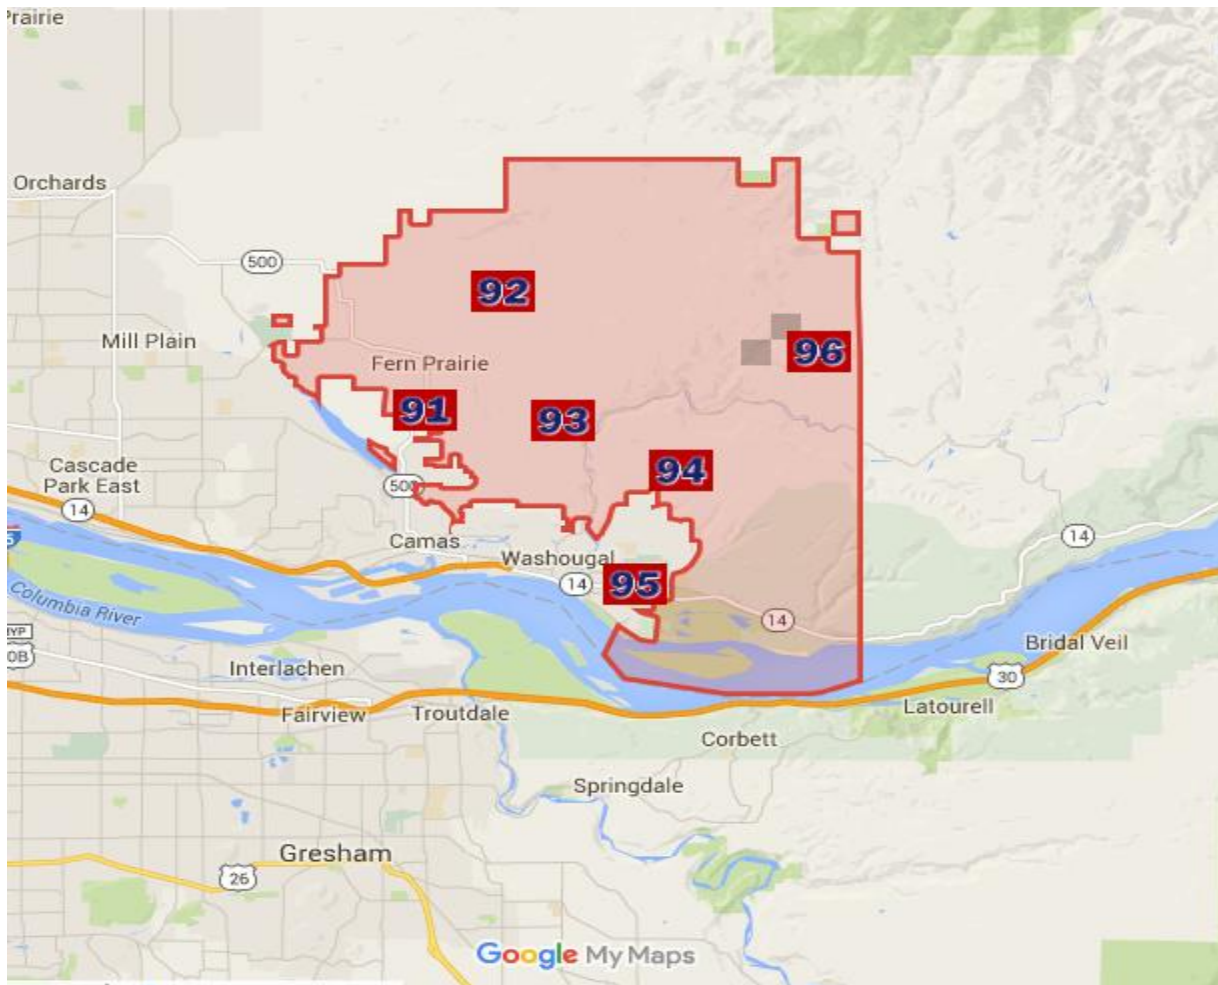 Prairie
Orchards
500
92
Mill Plain
96
Fern Prairie
91
93
94
Cascade
Park East
500
14
14
Camas
Washougal
14
95
Columbia River
14
Bridal Veil
Interlachen
30
Fairview
Troutdale
Latourell
Corbett
Springdale
Gresham
26
Google My Maps